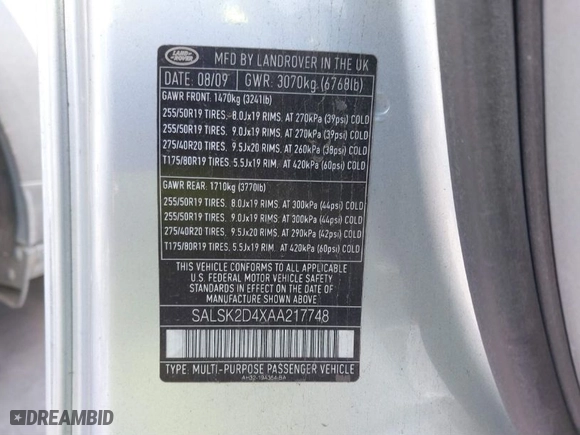 LAND-
ROVER
MFD BY LANDROVER IN THE UK
DATE: 08/09 GWR: 3070kg. (6768lb)
GAWR FRONT: 1470kg (3241lb)
255/50R19 TIRES.- 8.0Jx19 RIMS. AT 270kPa (39psi) COLD
255/50R19 TIRES. 9.0Jx19 RIMS. AT 270kPa (39psi) COLD
275/40R20 TIRES. 9.5Jx20 RIMS. AT 260kPa (38psi) COLD
T175/80R19 TIRES. 5.5Jx19 RIM. AT 420kPa (60psi) COLD
GAWR REAR: 1710kg (3770lb)
255/50R19 TIRES. 8.0Jx19 RIMS. AT 300kPa (44psi) COLD
255/50R19 TIRES. 9.0Jx19 RIMS. AT 300kPa (44psi) COLD
275/40R20 TIRES. 9.5Jx20 RIMS. AT 290kPa (42psi) COLD
T175/80R19 TIRES. 5.5Jx19 RIM. AT 420kPa (60psi) COLD
THIS VEHICLE CONFORMS TO ALL APPLICABLE
U.S. FEDERAL MOTOR VEHICLE SAFETY
STANDARDS IN EFFECT ON THE DATE OF
MANUFACTURE SHOWN ABOVE
SALSK2D4XAA217748
TYPE: MULTI-PURPOSE PASSENGER VEHICLE
DREAMBID